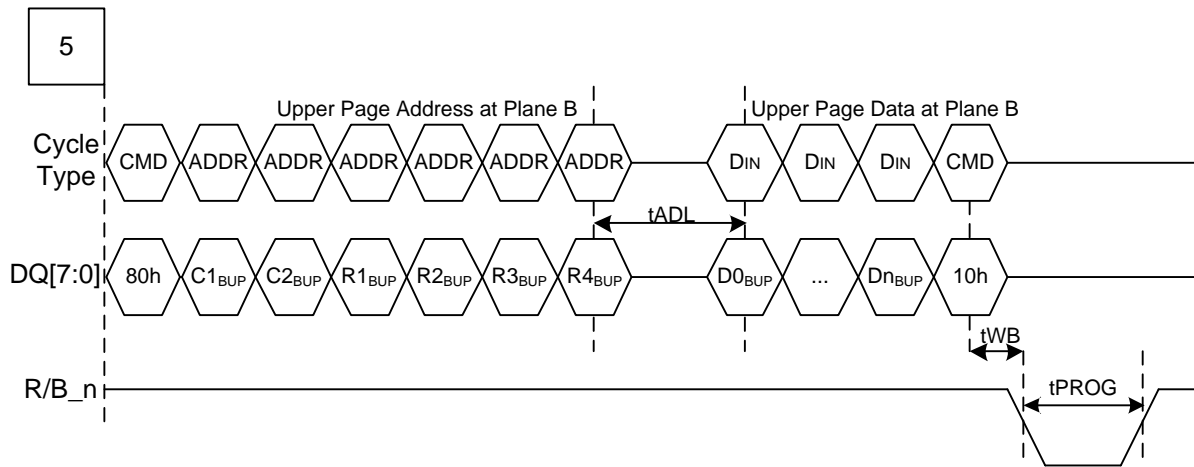 5
Upper Page Address at Plane B Upper Page Data at Plane B
Cycle Type CMD ADDR ADDR ADDR ADDR ADDR ADDR DIN DIN DIN CMD
tADL
DQ[7:0] 80h C1BUP C2BUP R1BUP R2BUP R3BUP R4BUP D0BUP ... DnBUP 10h
tWB
R/B_n tPROG